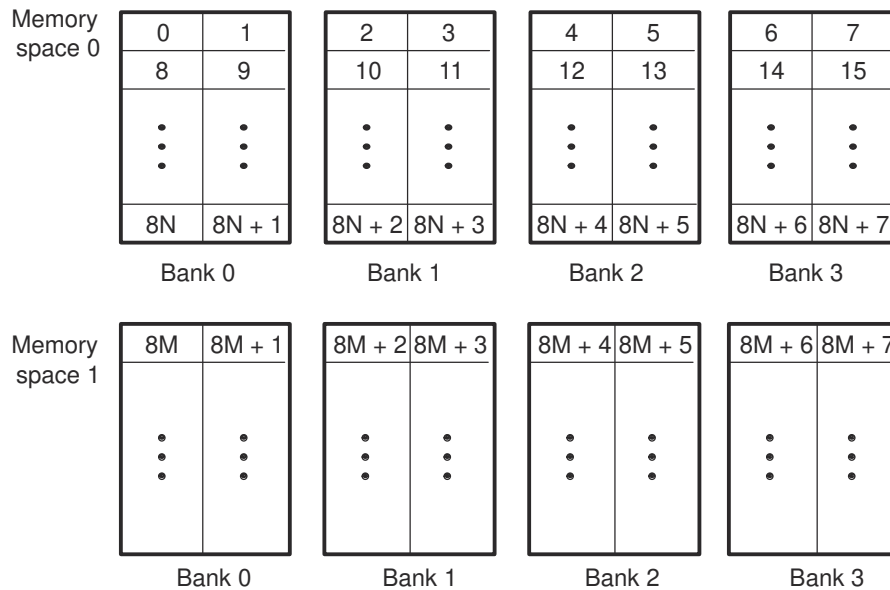 Memory space 0
0 1 2 3 4 5 6 7
8 9 10 11 12 13 14 15
8N 8N + 1 8N + 2 8N + 3 8N + 4 8N + 5 8N + 6 8N + 7
Bank 0 Bank 1 Bank 2 Bank 3
Memory space 1
8M 8M + 1 8M + 2 8M + 3 8M + 4 8M + 5 8M + 6 8M + 7
Bank 0 Bank 1 Bank 2 Bank 3